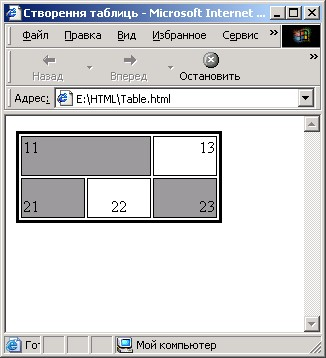 Створення таблиць - Microsoft Internet ...
Файл Правка Вид Избранное Сервис »
Назад Вперед Остановить »
Адрес: E:\HTML\Table.html
11 13
21 22 23
Гот Мой компьютер